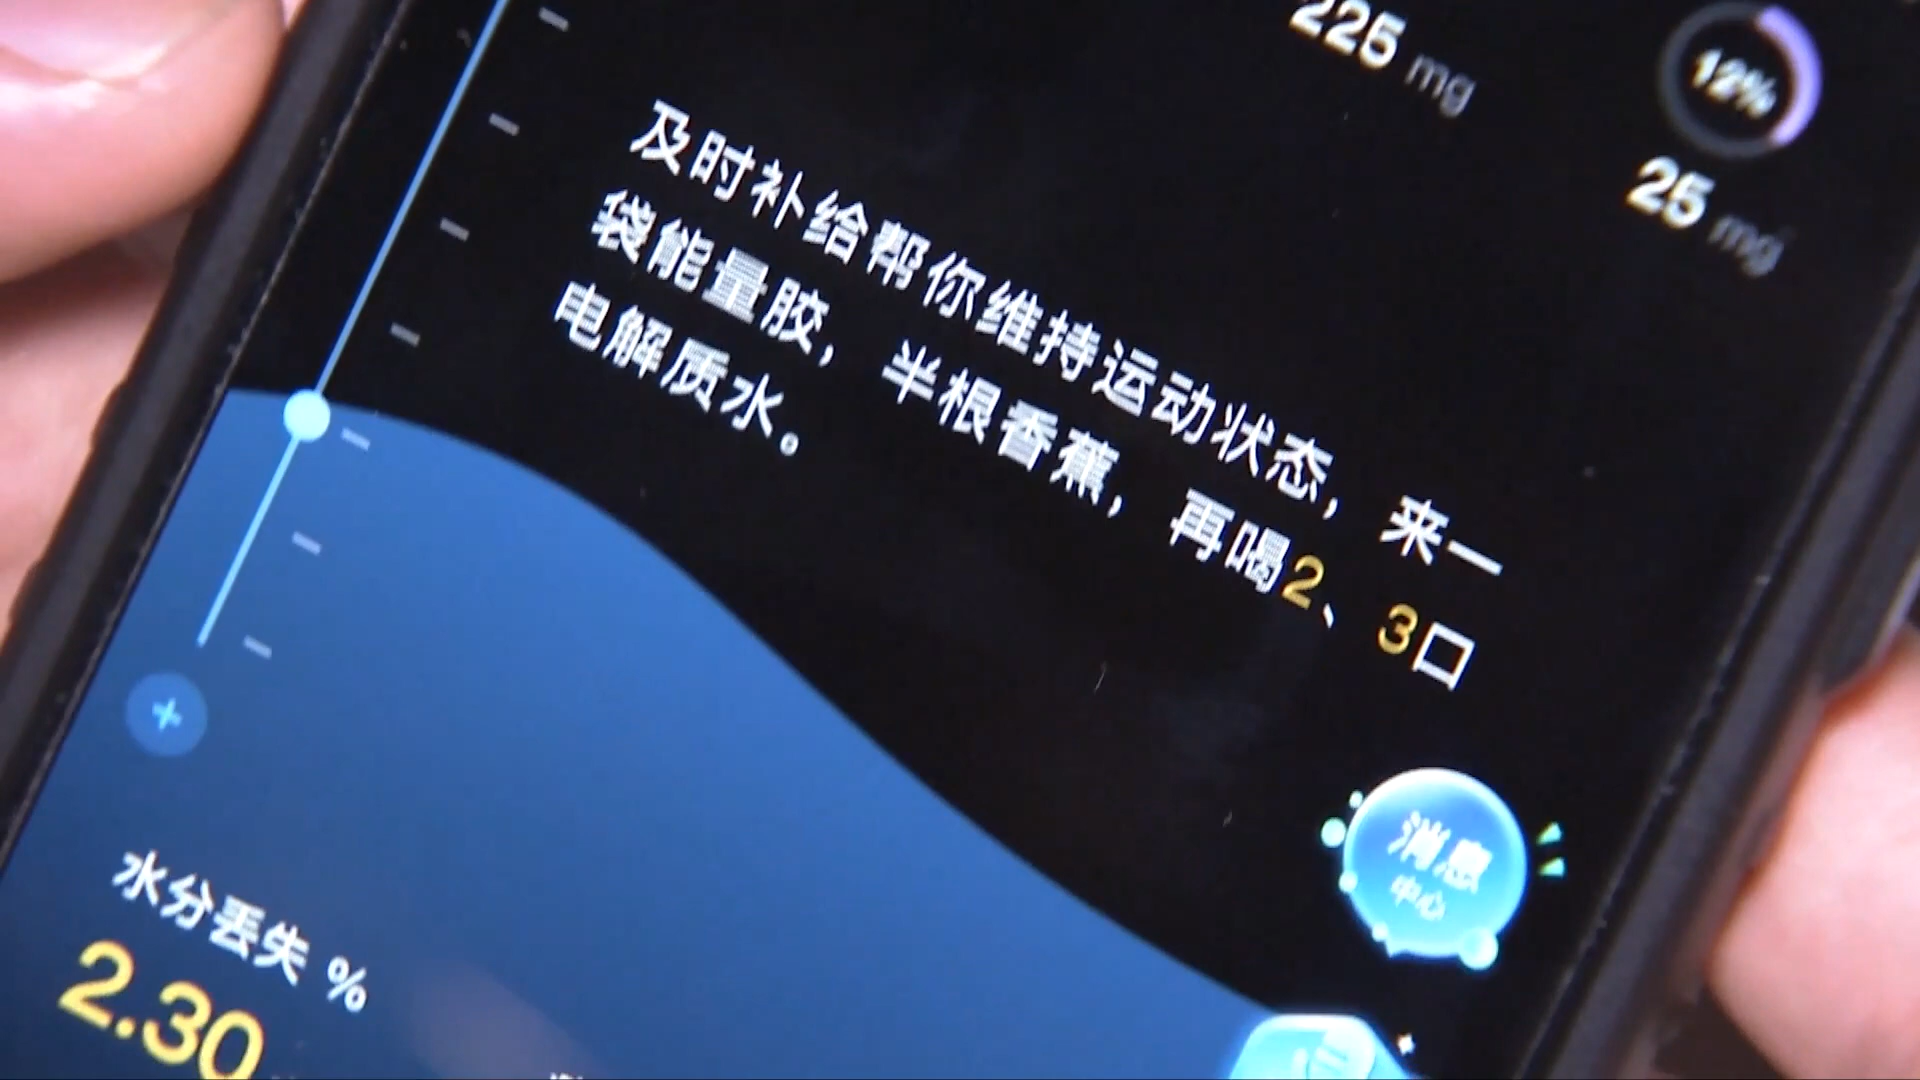 225 mg
12%
25 mg
及时补给帮你维持运动状态，来一
袋能量胶，半根香蕉，再喝2、3口
电解质水。
消息
中心
水分丢失 %
2.30